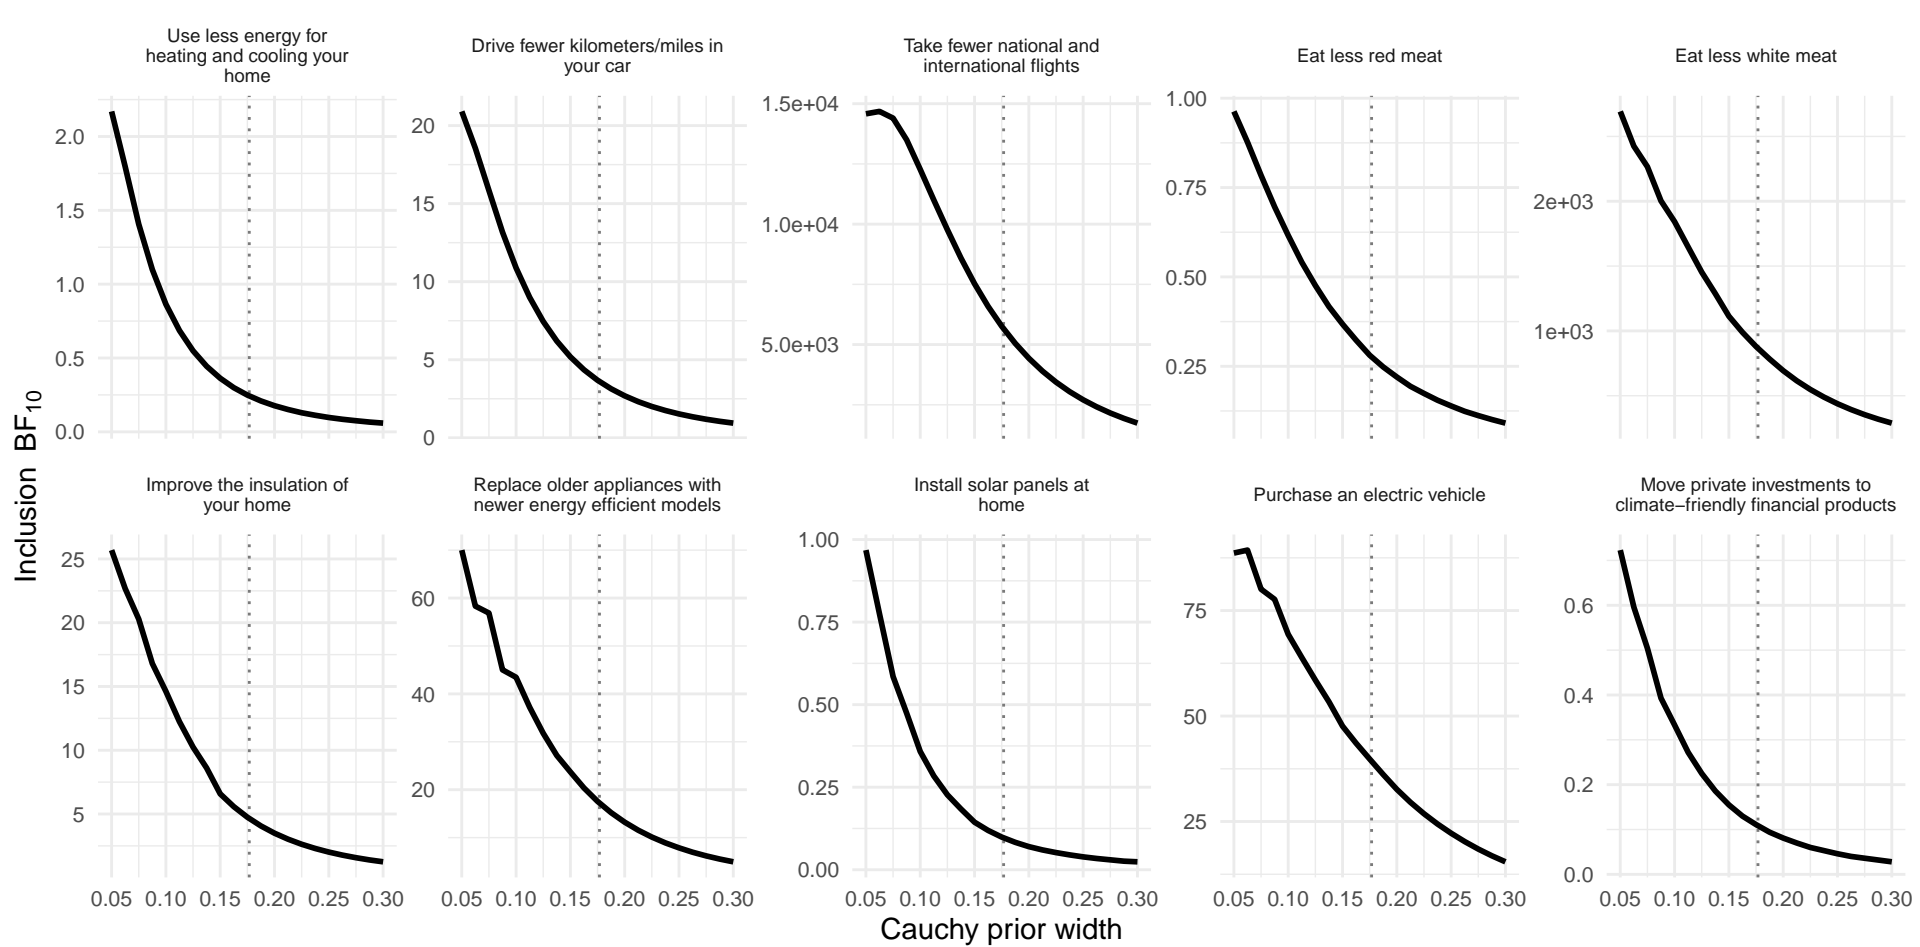 Use less energy for
heating and cooling your
home
Drive fewer kilometers/miles in
your car
Take fewer national and
international flights
Eat less red meat
Eat less white meat
2.0
1.5
1.0
0.5
0.0
20
15
10
5
0
1.5e+04
1.0e+04
5.0e+03
1.00
0.75
0.50
0.25
2e+03
1e+03
Inclusion BF10
Improve the insulation of
your home
Replace older appliances with
newer energy efficient models
Install solar panels at
home
Purchase an electric vehicle
Move private investments to
climate−friendly financial products
25
20
15
10
5
60
40
20
1.00
0.75
0.50
0.25
0.00
75
50
25
0.6
0.4
0.2
0.0
0.05 0.10 0.15 0.20 0.25 0.30
0.05 0.10 0.15 0.20 0.25 0.30
0.05 0.10 0.15 0.20 0.25 0.30
0.05 0.10 0.15 0.20 0.25 0.30
0.05 0.10 0.15 0.20 0.25 0.30
Cauchy prior width